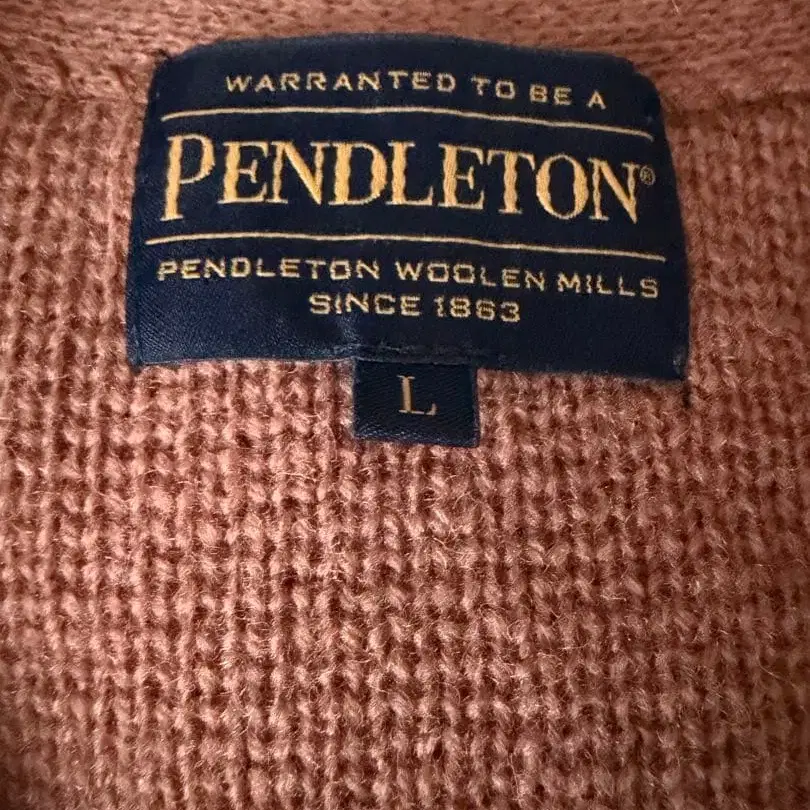 WARRANTED TO BE A
PENDLETON®
PENDLETON WOOLEN MILLS
SINCE 1863
L